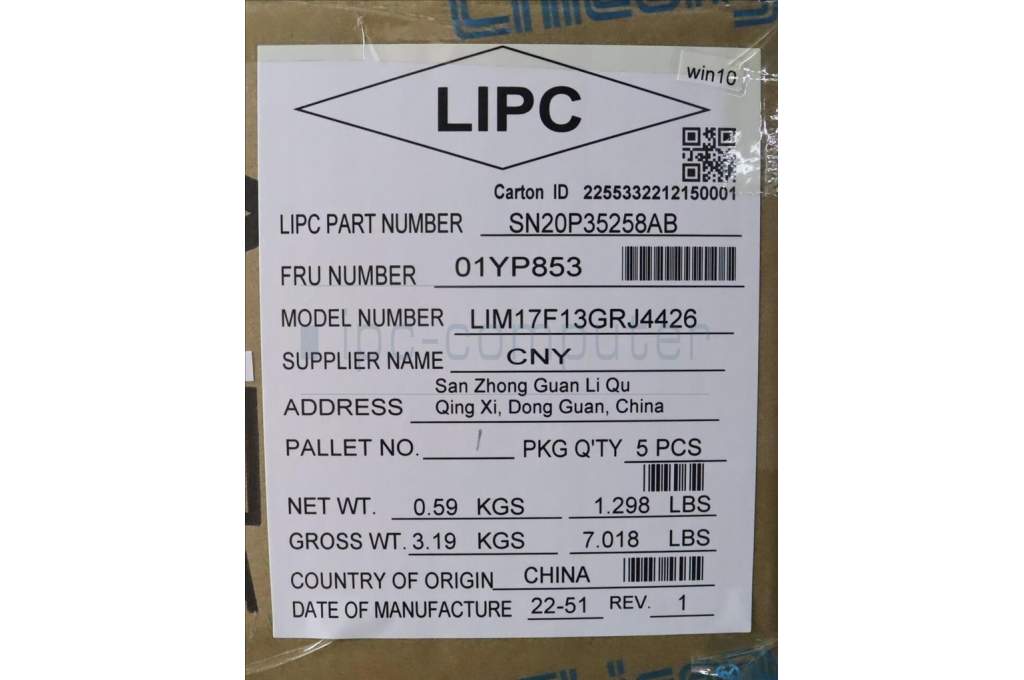 win10
LIPC
Carton ID 2255332212150001
LIPC PART NUMBER SN20P35258AB
FRU NUMBER 01YP853
MODEL NUMBER LIM17F13GRJ4426
lipc-computer
SUPPLIER NAME CNY
San Zhong Guan Li Qu
ADDRESS Qing Xi, Dong Guan, China
PALLET NO. 1 PKG Q'TY 5 PCS
NET WT. 0.59 KGS 1.298 LBS
GROSS WT. 3.19 KGS 7.018 LBS
COUNTRY OF ORIGIN CHINA
DATE OF MANUFACTURE 22-51 REV. 1